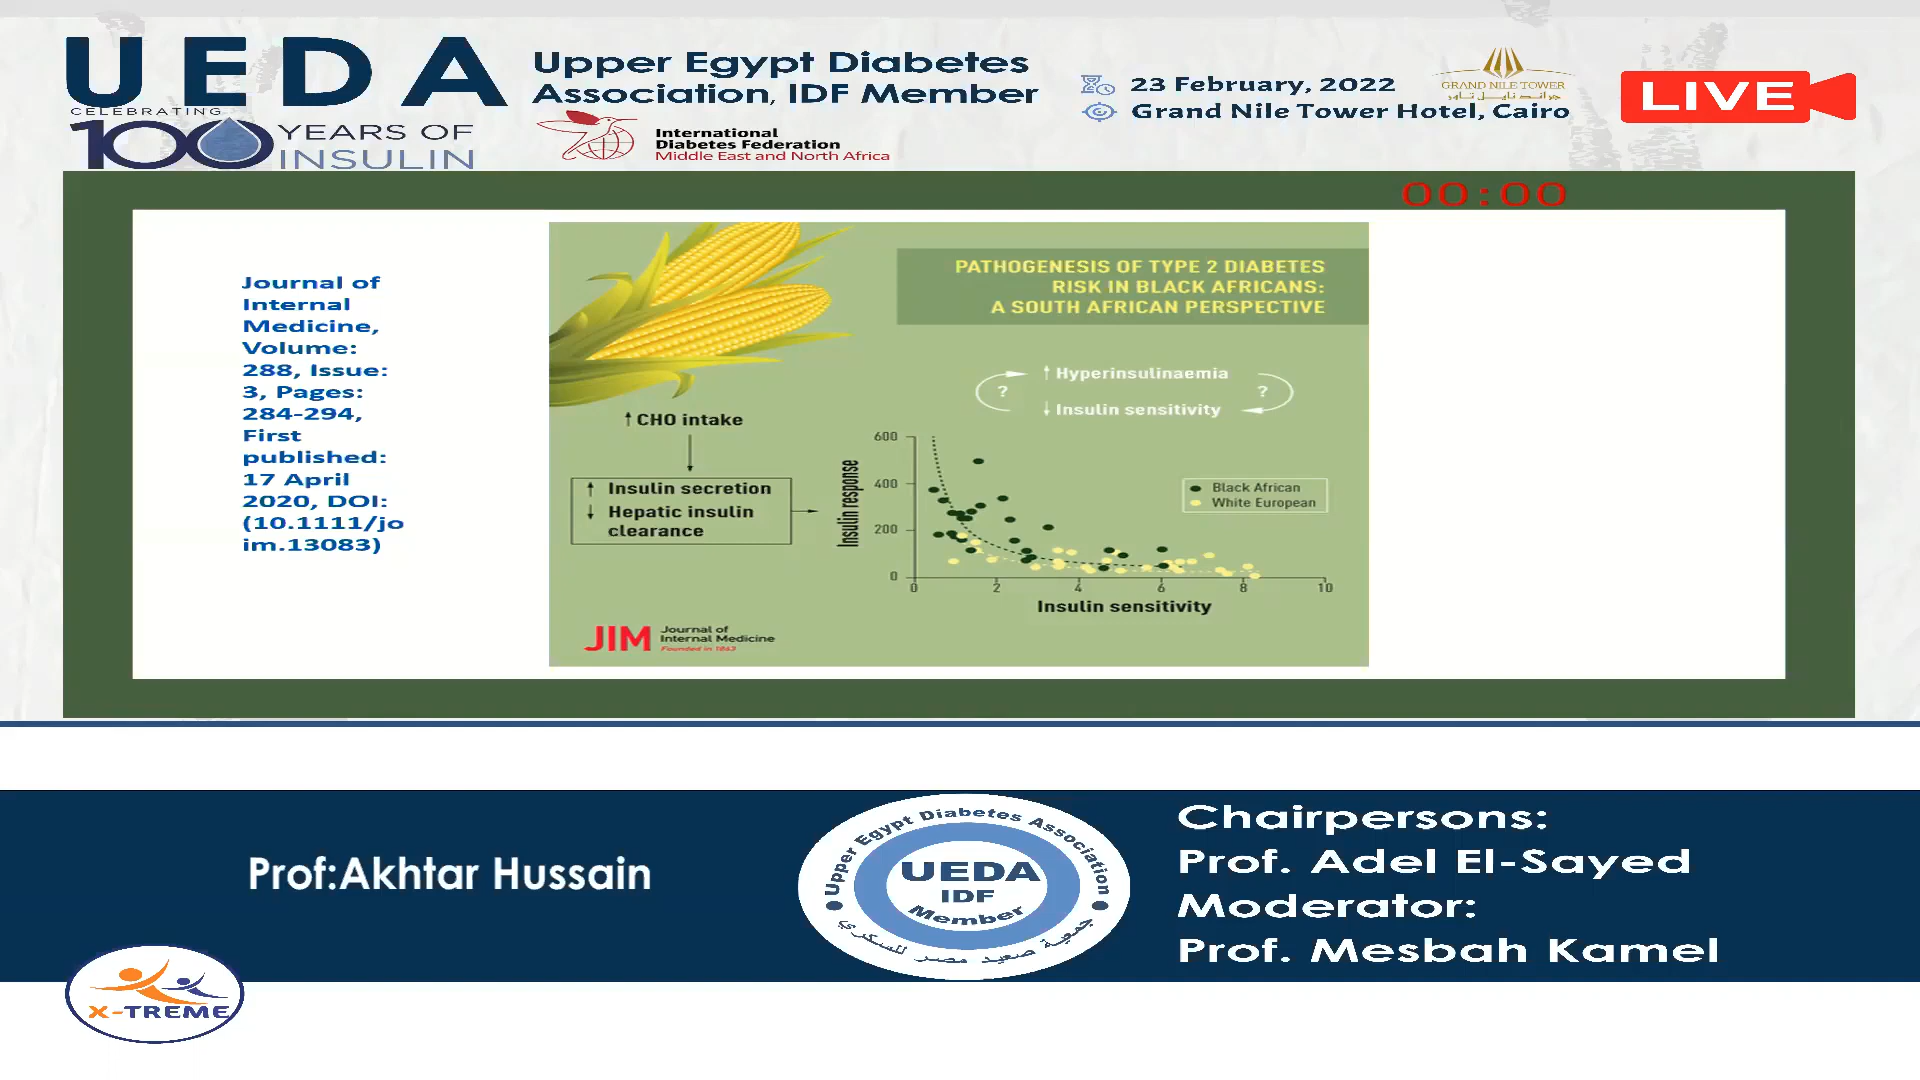 UEDA
CELEBRATING
100 YEARS OF
INSULIN
Upper Egypt Diabetes
Association, IDF Member
International
Diabetes Federation
Middle East and North Africa
23 February, 2022
Grand Nile Tower Hotel, Cairo
GRAND NILE TOWER
جراند نايل تاور
LIVE
00:00
Journal of
Internal
Medicine,
Volume:
288, Issue:
3, Pages:
284-294,
First
published:
17 April
2020, DOI:
(10.1111/jo
im.13083)
PATHOGENESIS OF TYPE 2 DIABETES
RISK IN BLACK AFRICANS:
A SOUTH AFRICAN PERSPECTIVE
↑ Hyperinsulinaemia
? ?
↓ Insulin sensitivity
↑ CHO intake
↑ Insulin secretion
↓ Hepatic insulin
clearance
Insulin response
600
400
200
0
Black African
White European
0 2 4 6 8 10
Insulin sensitivity
JIM Journal of
Internal Medicine
Founded in 1863
Prof:Akhtar Hussain
Upper Egypt Diabetes Association
UEDA
IDF
Member
جمعية صعيد مصر للسكري
Chairpersons:
Prof. Adel El-Sayed
Moderator:
Prof. Mesbah Kamel
X-TREME